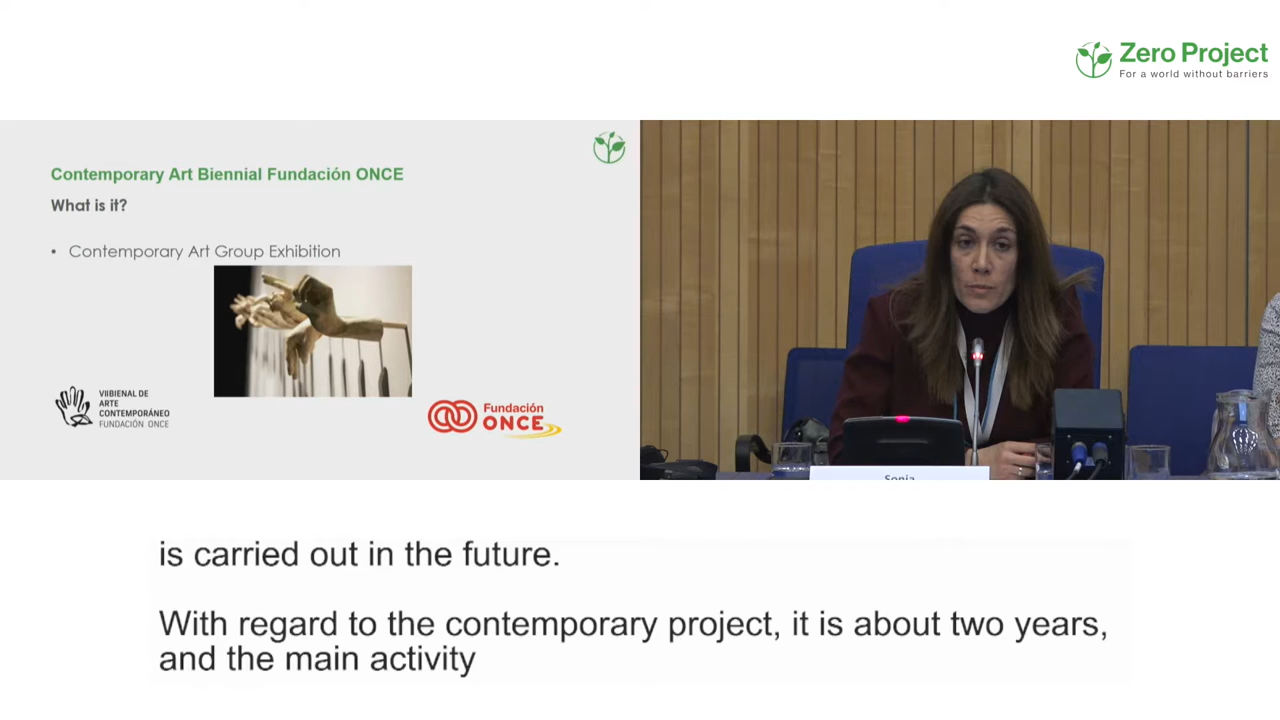 Zero Project
For a world without barriers
Contemporary Art Biennial Fundación ONCE
What is it?
• Contemporary Art Group Exhibition
VIIBIENAL DE
ARTE
CONTEMPORÁNEO
FUNDACIÓN ONCE
Fundación
ONCE
Sonia
is carried out in the future.
With regard to the contemporary project, it is about two years,
and the main activity